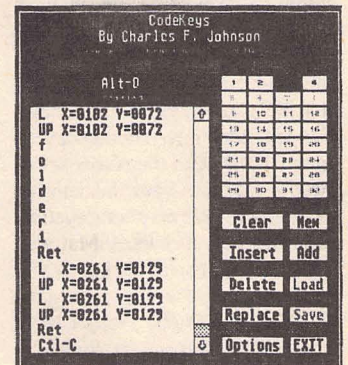 CodeKeys
By Charles F. Johnson
Alt-D
L X=0102 Y=0072
UP X=0102 Y=0072
f
o
l
d
e
r
1
Ret
L X=0261 Y=0129
UP X=0261 Y=0129
L X=0261 Y=0129
UP X=0261 Y=0129
Ret
Ctl-C
1 2 4
9 10 11 12
13 14 15 16
17 18 19 20
21 22 23 24
25 26 27 28
29 30 31 32
Clear New
Insert Add
Delete Load
Replace Save
Options EXIT